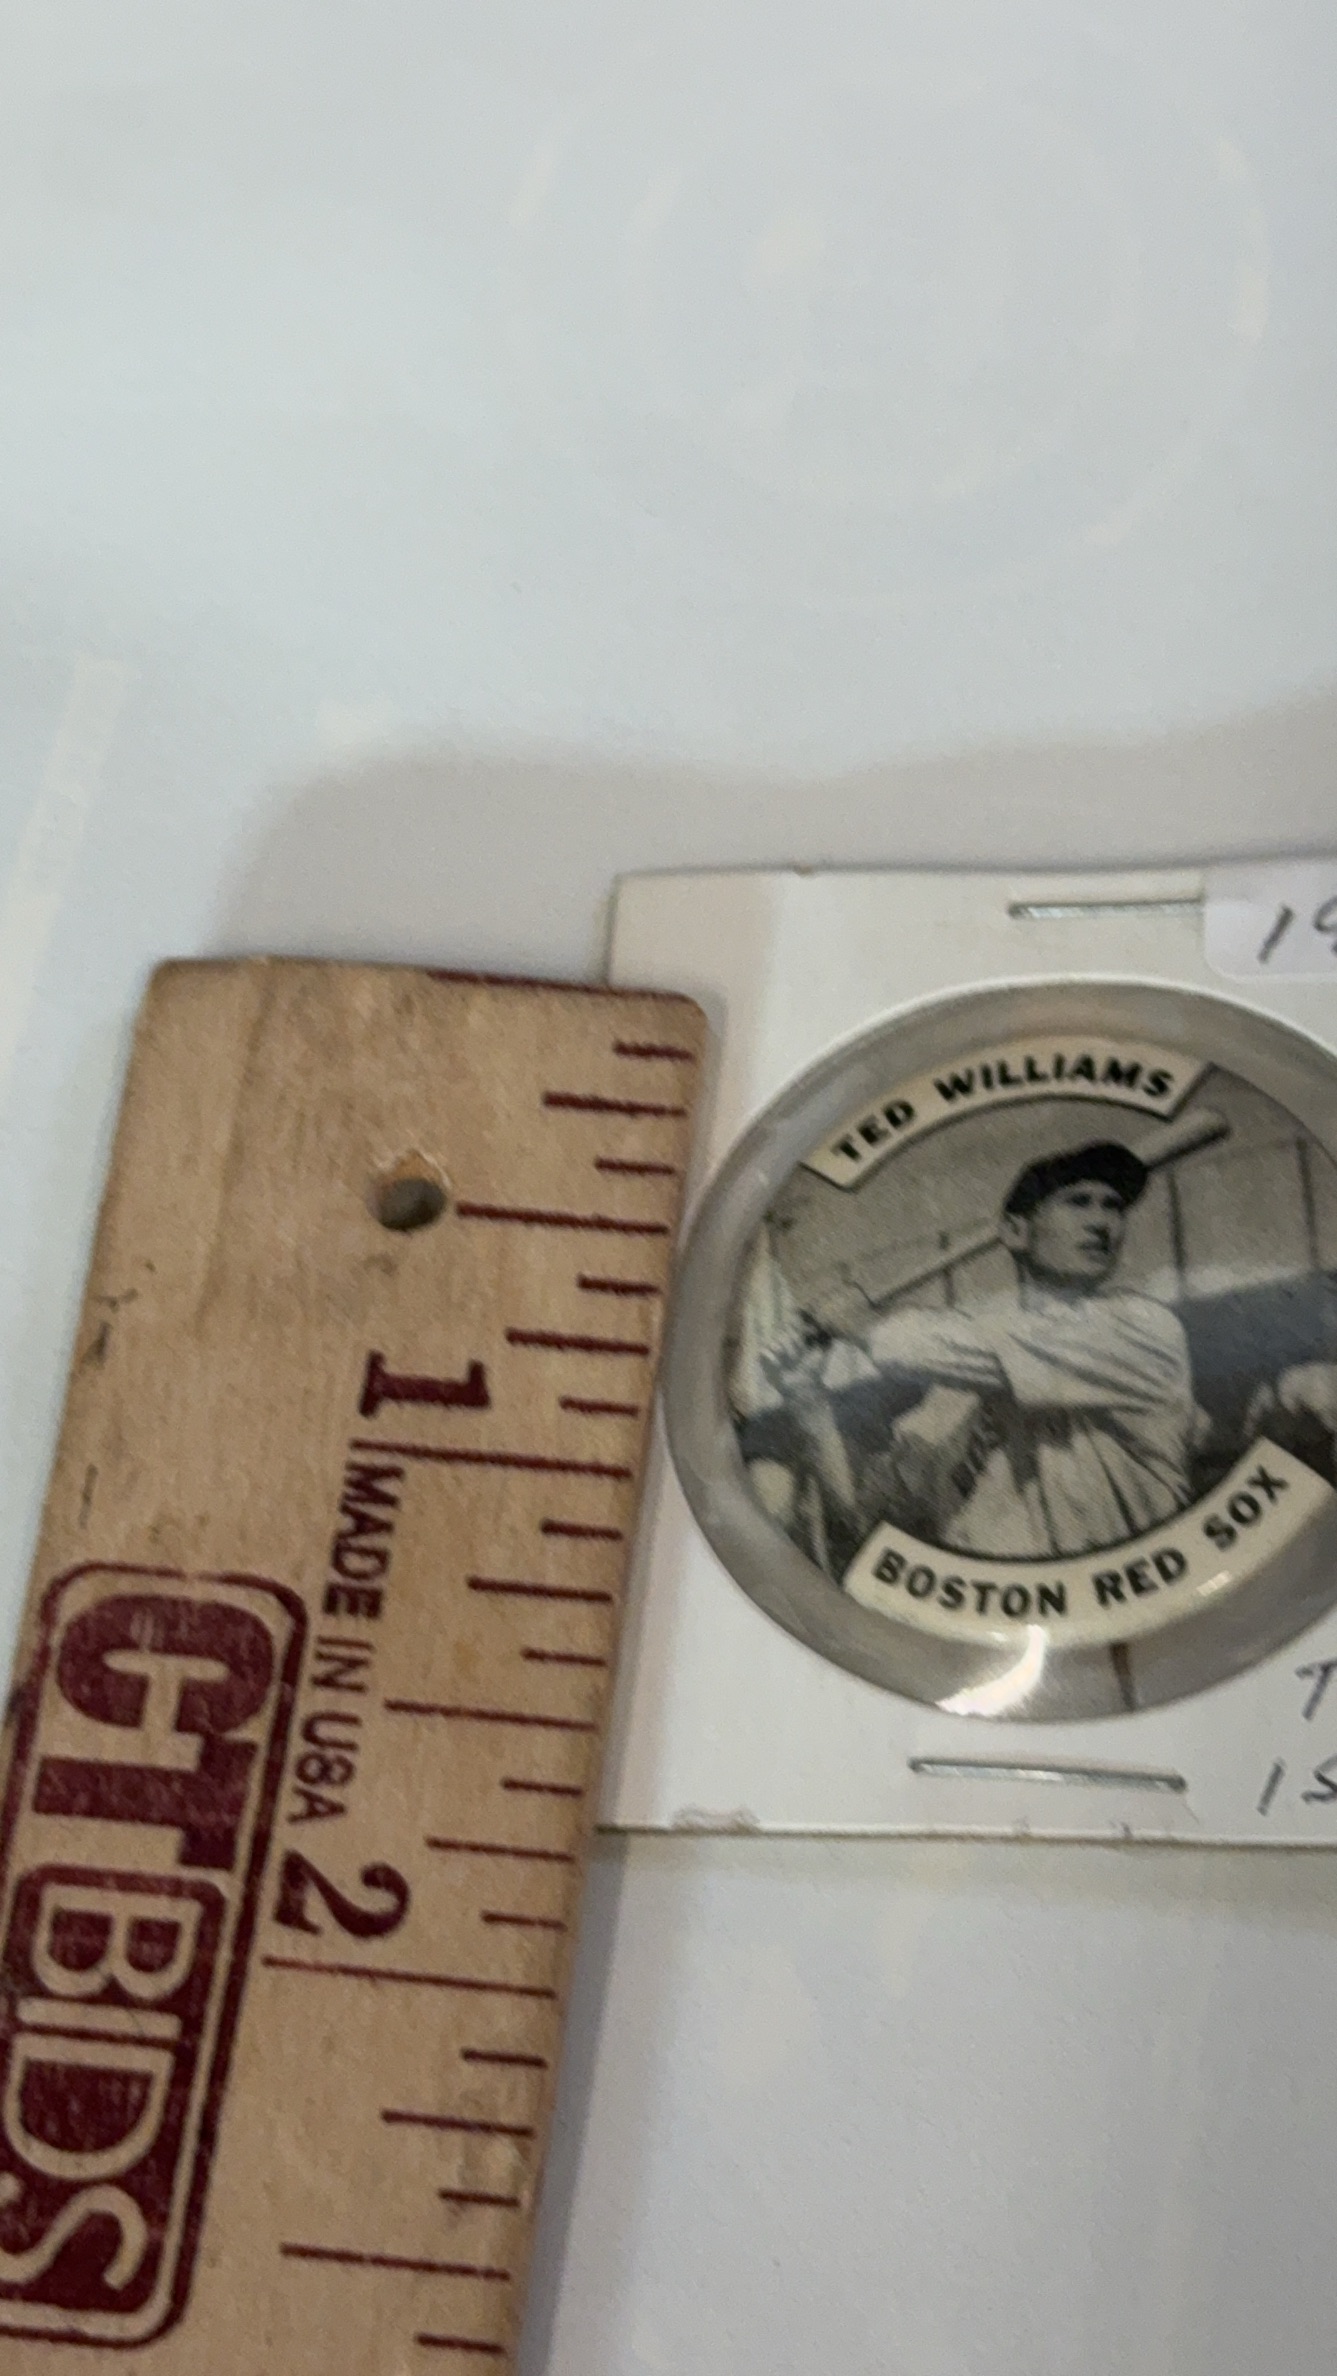 TED WILLIAMS
BOSTON RED SOX
1
MADE IN USA
2
CTBIDS